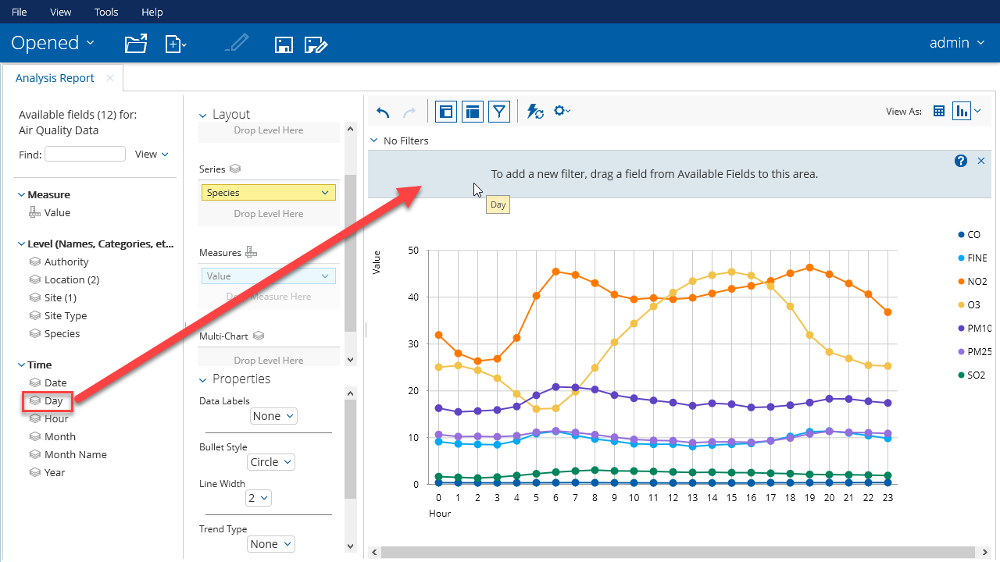 File View Tools Help
Opened
admin
Analysis Report
Available fields (12) for:
Air Quality Data
Find:
View
Measure
Value
Level (Names, Categories, et...
Authority
Location (2)
Site (1)
Site Type
Species
Time
Date
Day
Hour
Month
Month Name
Year
Layout
Drop Level Here
Series
Species
Drop Level Here
Measures
Value
Drop Measure Here
Multi-Chart
Drop Level Here
Properties
Data Labels
None
Bullet Style
Circle
Line Width
2
Trend Type
None
View As:
No Filters
To add a new filter, drag a field from Available Fields to this area.
?
Day
Value
50
40
30
20
10
0
0 1 2 3 4 5 6 7 8 9 10 11 12 13 14 15 16 17 18 19 20 21 22 23
Hour
CO
FINE
NO2
O3
PM10
PM25
SO2